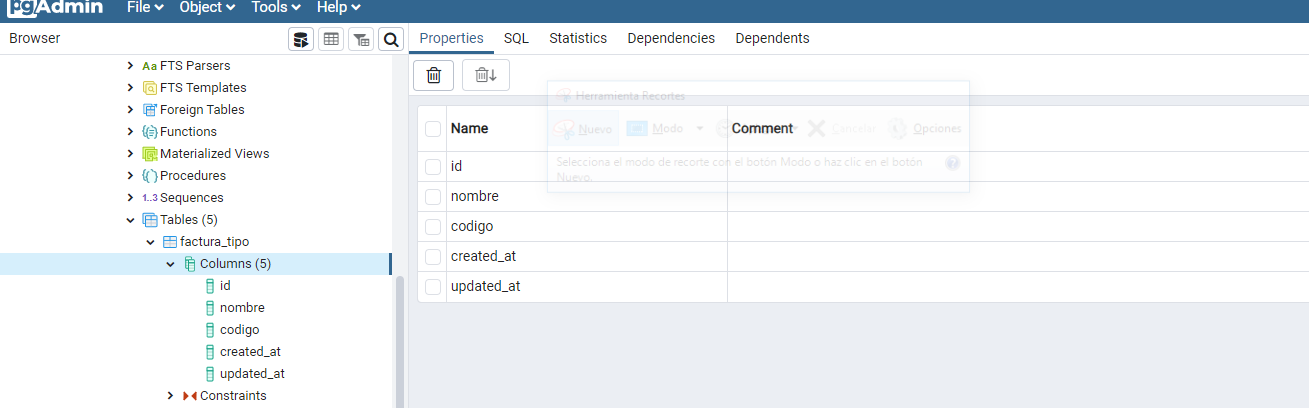 pgAdmin File Object Tools Help
Browser
Properties SQL Statistics Dependencies Dependents
Aa FTS Parsers
FTS Templates
Foreign Tables
Functions
Materialized Views
Procedures
1..3 Sequences
Tables (5)
factura_tipo
Columns (5)
id
nombre
codigo
created_at
updated_at
Constraints
Herramienta Recortes
Nuevo Modo Cancelar Opciones
Selecciona el modo de recorte con el botón Modo o haz clic en el botón
Nuevo.
Name Comment
id
nombre
codigo
created_at
updated_at